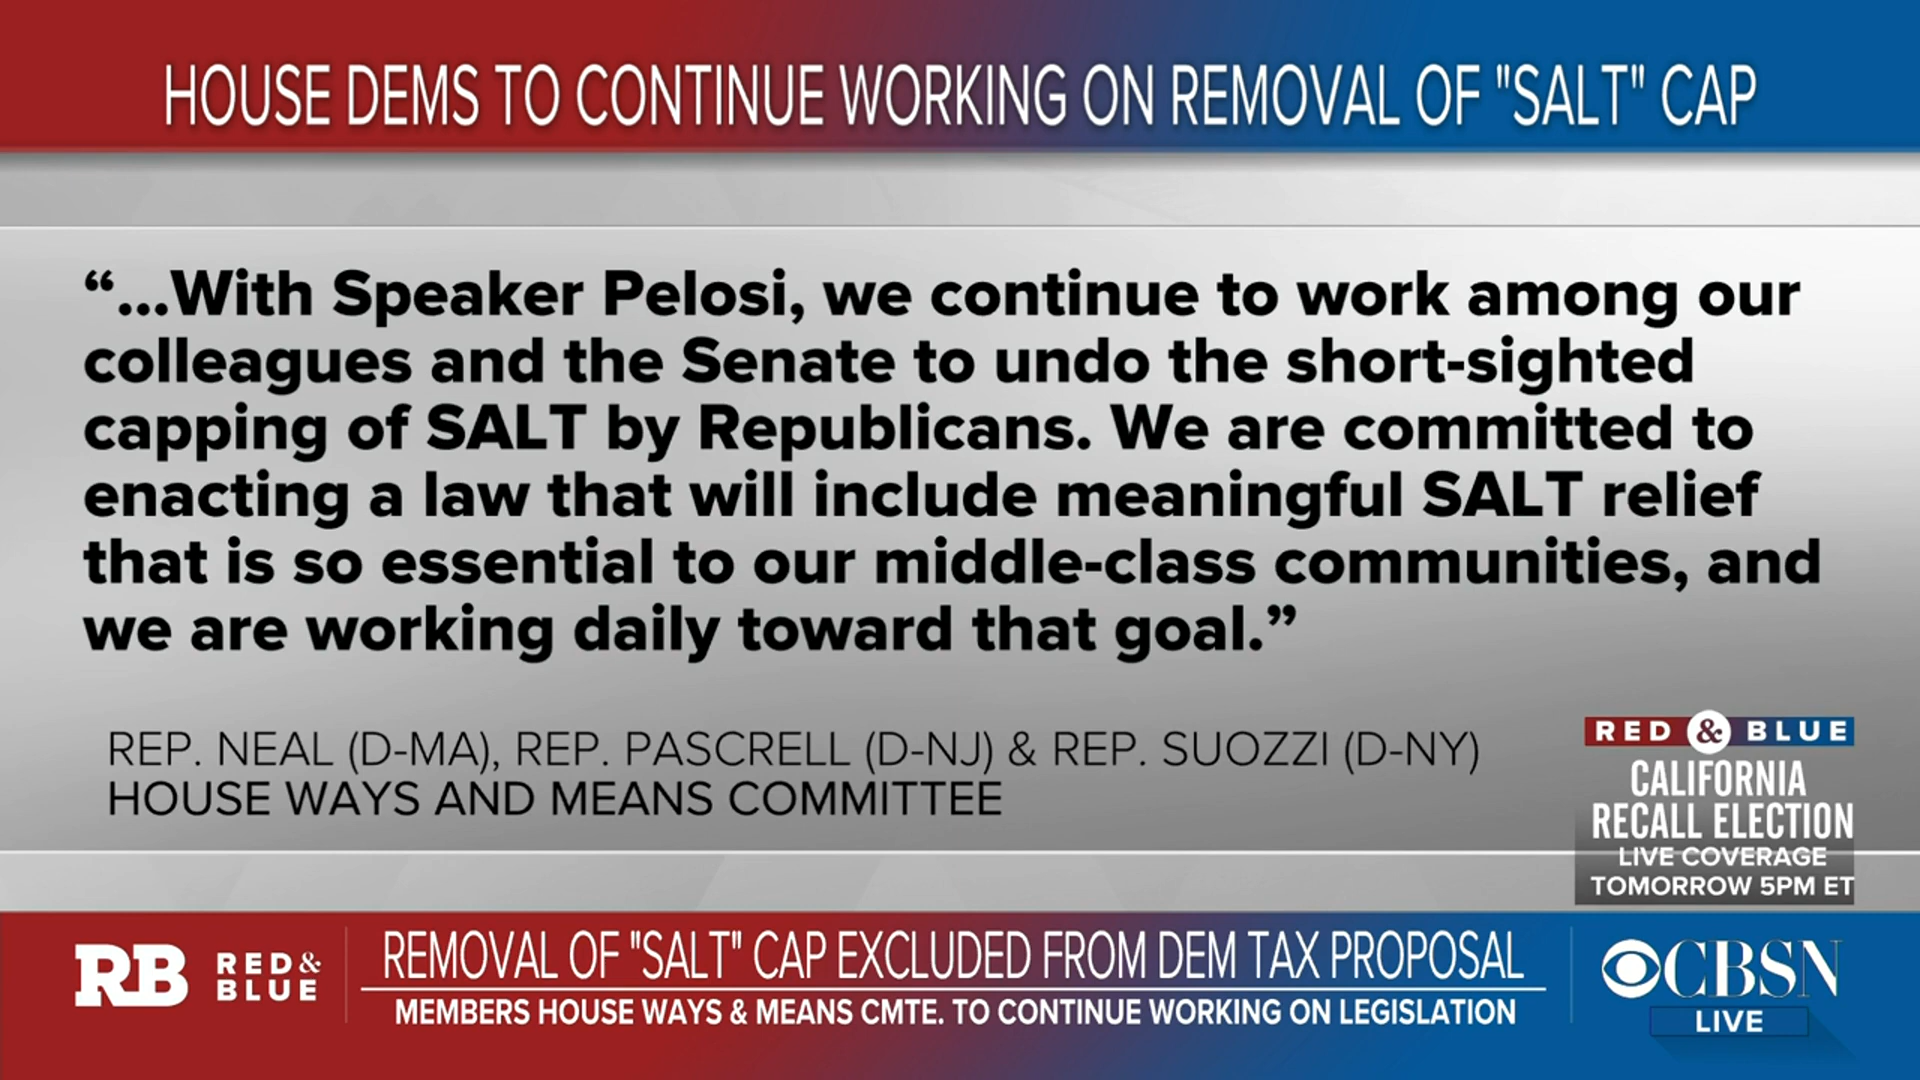 HOUSE DEMS TO CONTINUE WORKING ON REMOVAL OF "SALT" CAP
“...With Speaker Pelosi, we continue to work among our
colleagues and the Senate to undo the short-sighted
capping of SALT by Republicans. We are committed to
enacting a law that will include meaningful SALT relief
that is so essential to our middle-class communities, and
we are working daily toward that goal.”
REP. NEAL (D-MA), REP. PASCRELL (D-NJ) & REP. SUOZZI (D-NY)
HOUSE WAYS AND MEANS COMMITTEE
RED & BLUE
CALIFORNIA
RECALL ELECTION
LIVE COVERAGE
TOMORROW 5PM ET
RB
RED &
BLUE
REMOVAL OF "SALT" CAP EXCLUDED FROM DEM TAX PROPOSAL
MEMBERS HOUSE WAYS & MEANS CMTE. TO CONTINUE WORKING ON LEGISLATION
CBSN
LIVE